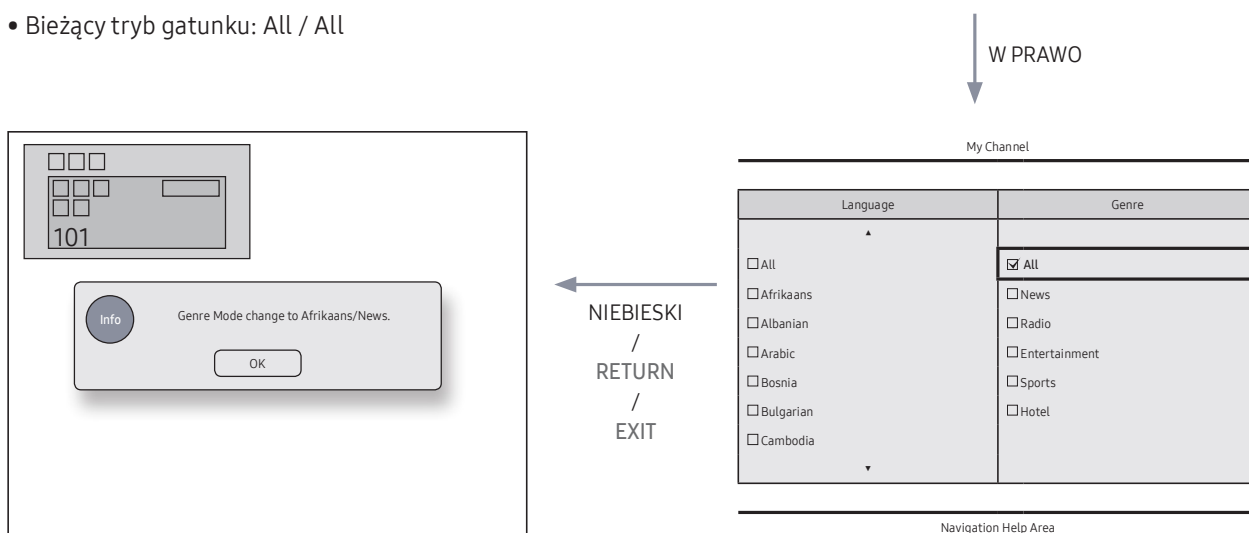 • Bieżący tryb gatunku: All / All
W PRAWO
101
Info
Genre Mode change to Afrikaans/News.
OK
NIEBIESKI
/
RETURN
/
EXIT
My Channel
Language
Genre
▲
All
Afrikaans
Albanian
Arabic
Bosnia
Bulgarian
Cambodia
▼
All
News
Radio
Entertainment
Sports
Hotel
Navigation Help Area